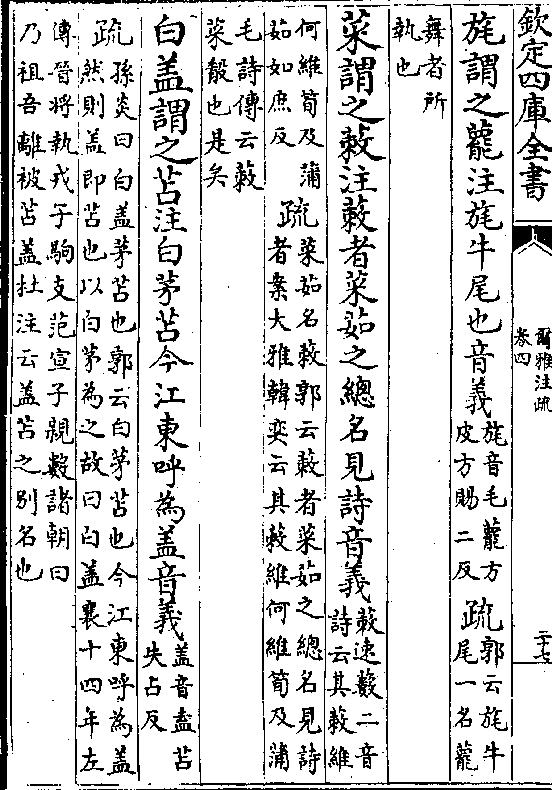 欽定四庫全書
爾雅注疏
卷四
二十七
旄謂之藣注旄牛尾也音義旄音毛藣方
皮方賜二反
疏郭云旄牛
尾一名藣
舞者所
執也
菜謂之蔌注蔌者菜茹之總名見詩音義蔌速藪二音
詩云其蔌維
何維筍及蒲
茹如庶反
疏菜茹名蔌郭云蔌者菜茹之總名見詩
者案大雅韓奕云其蔌維何維筍及蒲
毛詩傳云蔌
菜殽也是矣
白蓋謂之苫注白茅苫今江東呼為蓋音義蓋音盍苫
失占反
疏孫炎曰白蓋茅苫也郭云白茅苫也今江東呼為蓋
然則蓋即苫也以白茅為之故曰白蓋襄十四年左
傳晉將執戎子駒支范宣子親數諸朝曰
乃祖吾離被苫蓋杜注云蓋苫之别名也